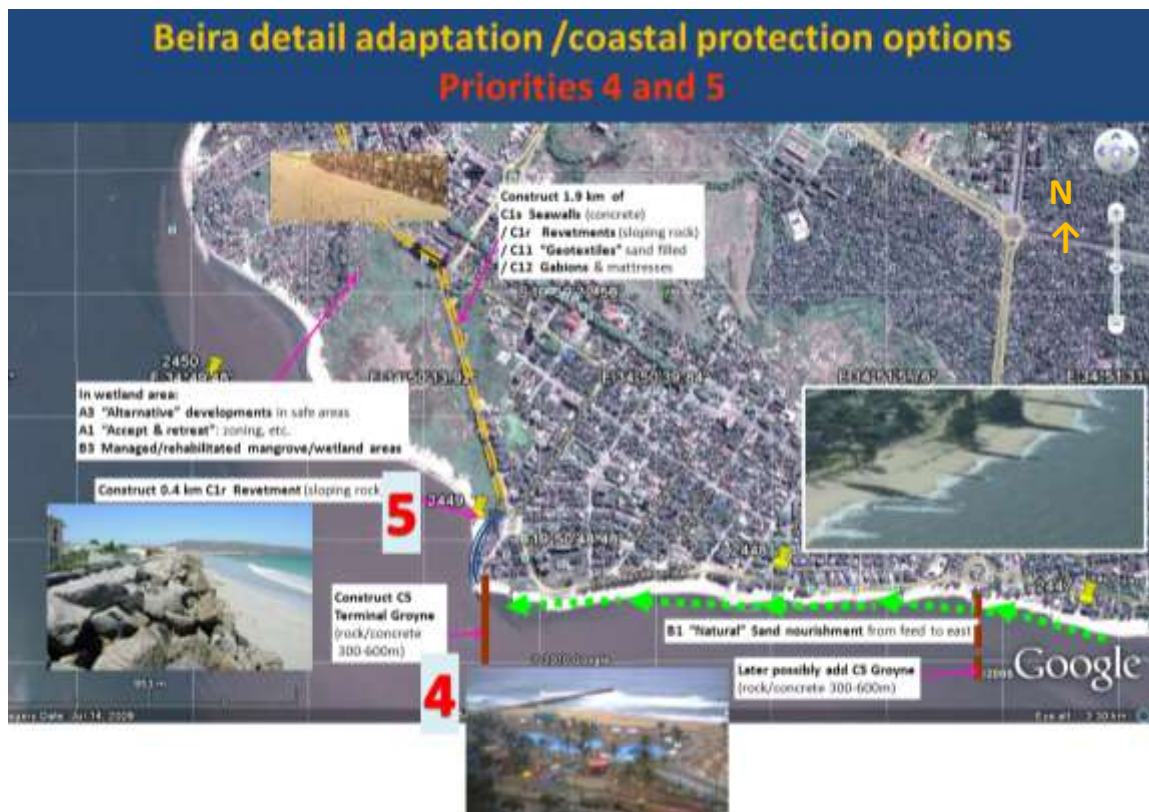 Beira detail adaptation /coastal protection options
Priorities 4 and 5
N
Construct 1.9 km of
C1s Seawalls (concrete)
/ C1r Revetments (sloping rock)
/ C11 "Geotextiles" sand filled
/ C12 Gabions & mattresses
2450
In wetland area:
A3 "Alternative" developments in safe areas
A1 "Accept & retreat": zoning, etc.
B3 Managed/rehabilitated mangrove/wetland areas
Construct 0.4 km C1r Revetment (sloping rock
5
2449
Construct C5
Terminal Groyne
(rock/concrete
300-600m)
4
B1 "Natural" Sand nourishment from feed to east
Later possibly add C5 Groyne
(rock/concrete 300-600m)
Google